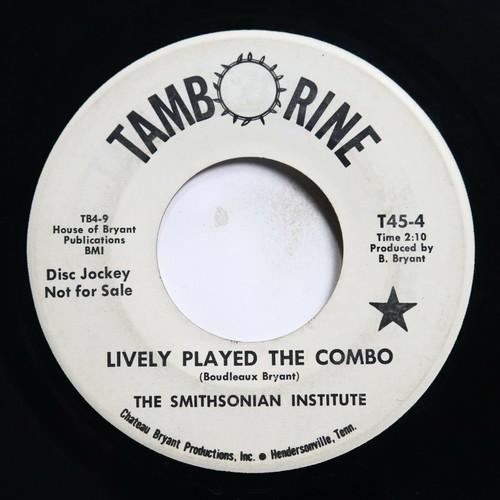 TAMBORINE
TB4-9
House of Bryant
Publications
BMI
Disc Jockey
Not for Sale
T45-4
Time 2:10
Produced by
B. Bryant
LIVELY PLAYED THE COMBO
(Boudleaux Bryant)
THE SMITHSONIAN INSTITUTE
Chateau Bryant Productions, Inc. • Hendersonville, Tenn.